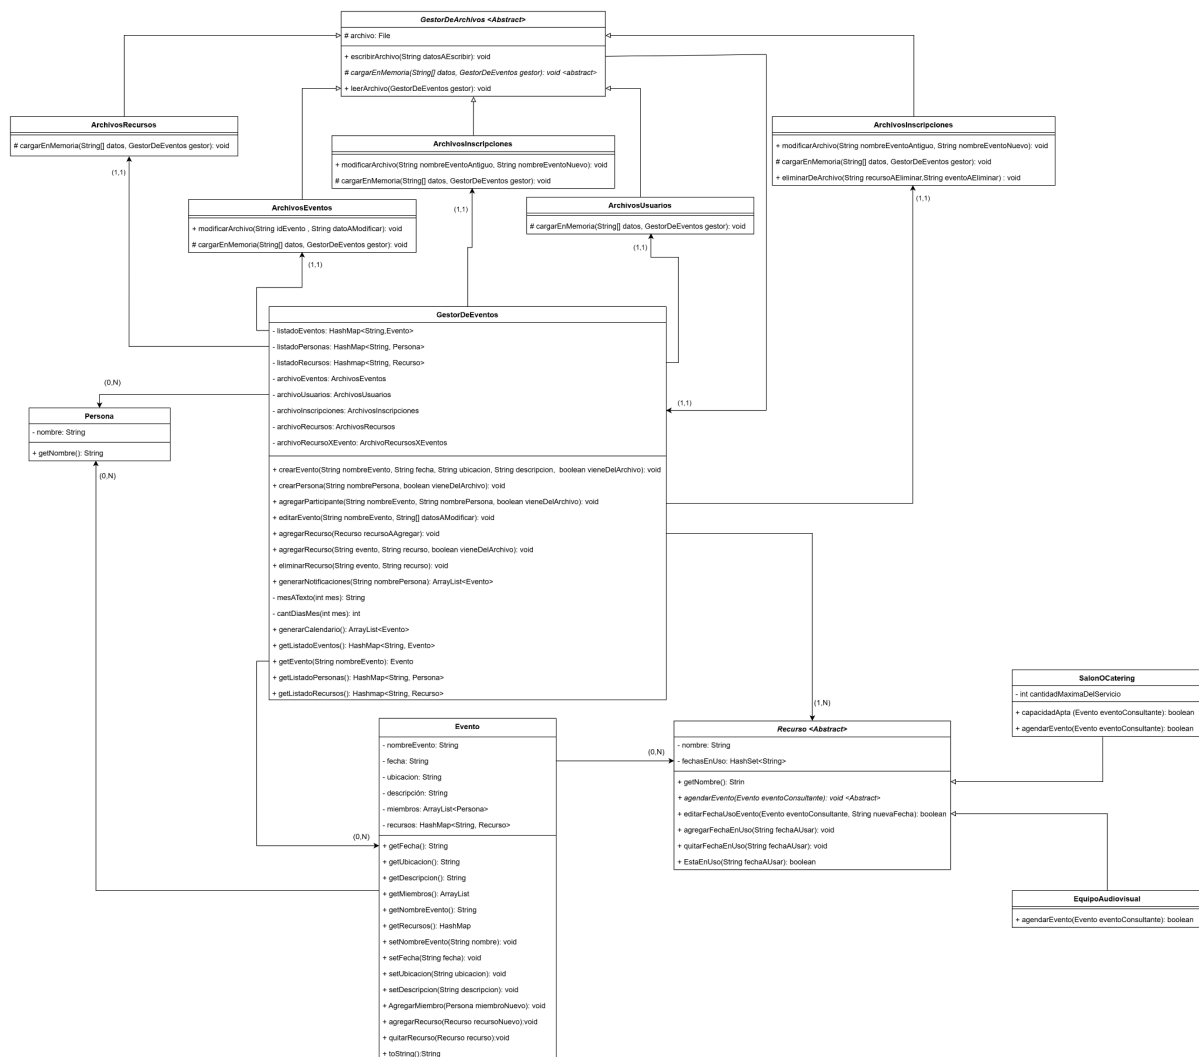 GestorDeArchivos <Abstract>
# archivo: File
+ escribirArchivo(String datosAEscribir): void
# cargarEnMemoria(String[] datos, GestorDeEventos gestor): void <abstract>
+ leerArchivo(GestorDeEventos gestor): void
ArchivosRecursos
# cargarEnMemoria(String[] datos, GestorDeEventos gestor): void
(1,1)
ArchivosInscripciones
+ modificarArchivo(String nombreEventoAntiguo, String nombreEventoNuevo): void
# cargarEnMemoria(String[] datos, GestorDeEventos gestor): void
(1,1)
ArchivosInscripciones
+ modificarArchivo(String nombreEventoAntiguo, String nombreEventoNuevo): void
# cargarEnMemoria(String[] datos, GestorDeEventos gestor): void
+ eliminarDeArchivo(String recursoAEliminar,String eventoAEliminar) : void
(1,1)
ArchivosEventos
+ modificarArchivo(String idEvento , String datoAModificar): void
# cargarEnMemoria(String[] datos, GestorDeEventos gestor): void
(1,1)
ArchivosUsuarios
# cargarEnMemoria(String[] datos, GestorDeEventos gestor): void
(1,1)
GestorDeEventos
- listadoEventos: HashMap<String,Evento>
- listadoPersonas: HashMap<String, Persona>
- listadoRecursos: Hashmap<String, Recurso>
- archivoEventos: ArchivosEventos
- archivoUsuarios: ArchivosUsuarios
- archivoInscripciones: ArchivosInscripciones
- archivoRecursos: ArchivosRecursos
- archivoRecursoXEvento: ArchivoRecursosXEventos
+ crearEvento(String nombreEvento, String fecha, String ubicacion, String descripcion, boolean vieneDelArchivo): void
+ crearPersona(String nombrePersona, boolean vieneDelArchivo): void
+ agregarParticipante(String nombreEvento, String nombrePersona, boolean vieneDelArchivo): void
+ editarEvento(String nombreEvento, String[] datosAModificar): void
+ agregarRecurso(Recurso recursoAAgregar): void
+ agregarRecurso(String evento, String recurso, boolean vieneDelArchivo): void
+ eliminarRecurso(String evento, String recurso): void
+ generarNotificaciones(String nombrePersona): ArrayList<Evento>
- mesATexto(int mes): String
- cantDiasMes(int mes): int
+ generarCalendario(): ArrayList<Evento>
+ getListadoEventos(): HashMap<String, Evento>
+ getEvento(String nombreEvento): Evento
+ getListadoPersonas(): HashMap<String, Persona>
+ getListadoRecursos(): Hashmap<String, Recurso>
(1,1)
(0,N)
Persona
- nombre: String
+ getNombre(): String
(0,N)
(1,N)
Evento
- nombreEvento: String
- fecha: String
- ubicacion: String
- descripción: String
- miembros: ArrayList<Persona>
- recursos: HashMap<String, Recurso>
+ getFecha(): String
+ getUbicacion(): String
+ getDescripcion(): String
+ getMiembros(): ArrayList
+ getNombreEvento(): String
+ getRecursos(): HashMap
+ setNombreEvento(String nombre): void
+ setFecha(String fecha): void
+ setUbicacion(String ubicacion): void
+ setDescripcion(String descripcion): void
+ AgregarMiembro(Persona miembroNuevo): void
+ agregarRecurso(Recurso recursoNuevo):void
+ quitarRecurso(Recurso recurso):void
+ toString():String
(0,N)
(0,N)
Recurso <Abstract>
- nombre: String
- fechasEnUso: HashSet<String>
+ getNombre(): Strin
+ agendarEvento(Evento eventoConsultante): void <Abstract>
+ editarFechaUsoEvento(Evento eventoConsultante, String nuevaFecha): boolean
+ agregarFechaEnUso(String fechaAUsar): void
+ quitarFechaEnUso(String fechaAUsar): void
+ EstaEnUso(String fechaAUsar): boolean
SalonOCatering
- int cantidadMaximaDelServicio
+ capacidadApta (Evento eventoConsultante): boolean
+ agendarEvento(Evento eventoConsultante): boolean
EquipoAudiovisual
+ agendarEvento(Evento eventoConsultante): boolean